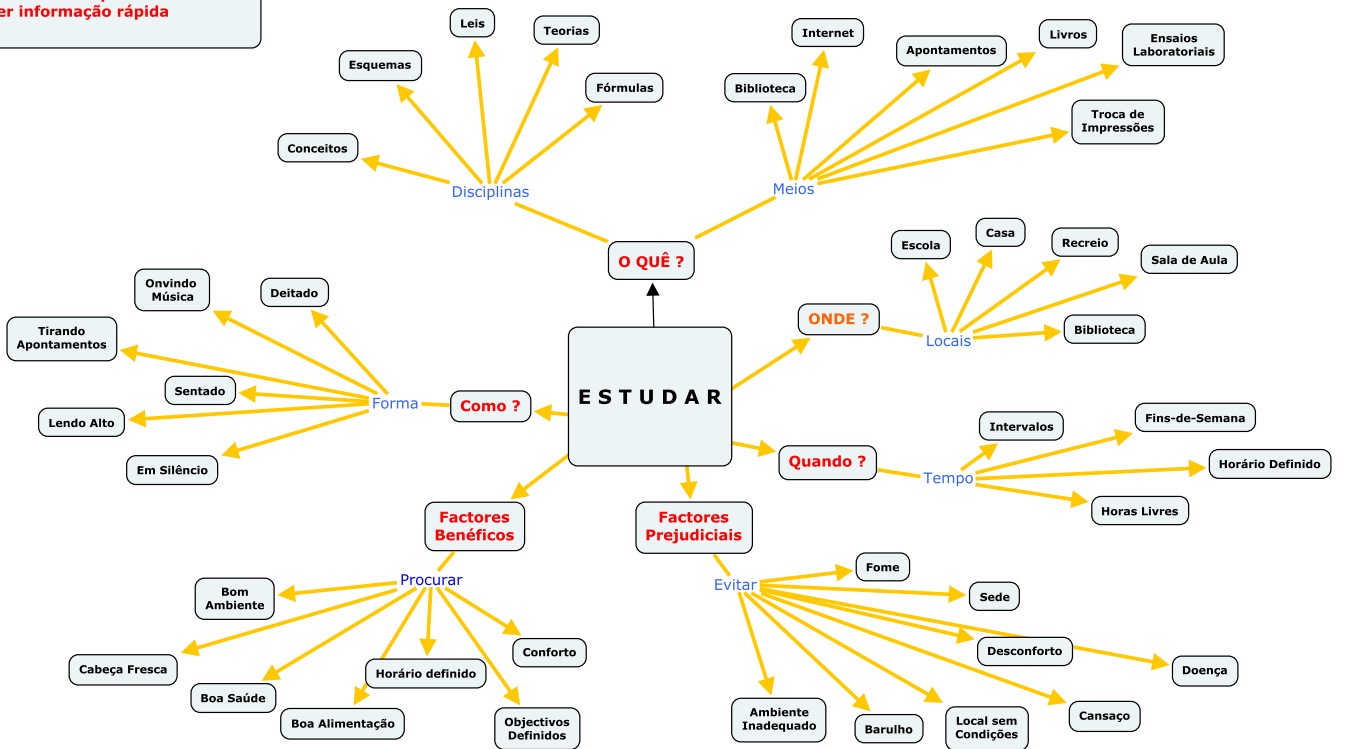 er informação rápida
Leis
Teorias
Esquemas
Fórmulas
Conceitos
Disciplinas
Internet
Livros
Ensaios
Laboratoriais
Apontamentos
Biblioteca
Troca de
Impressões
Meios
O QUÊ ?
Escola
Casa
Recreio
Sala de Aula
Biblioteca
ONDE ?
Locais
Onvindo
Música
Deitado
Tirando
Apontamentos
Sentado
Lendo Alto
Em Silêncio
Forma
Como ?
E S T U D A R
Quando ?
Tempo
Intervalos
Fins-de-Semana
Horário Definido
Horas Livres
Factores
Benéficos
Procurar
Bom
Ambiente
Cabeça Fresca
Boa Saúde
Boa Alimentação
Horário definido
Conforto
Objectivos
Definidos
Factores
Prejudiciais
Evitar
Fome
Sede
Desconforto
Doença
Cansaço
Local sem
Condições
Barulho
Ambiente
Inadequado